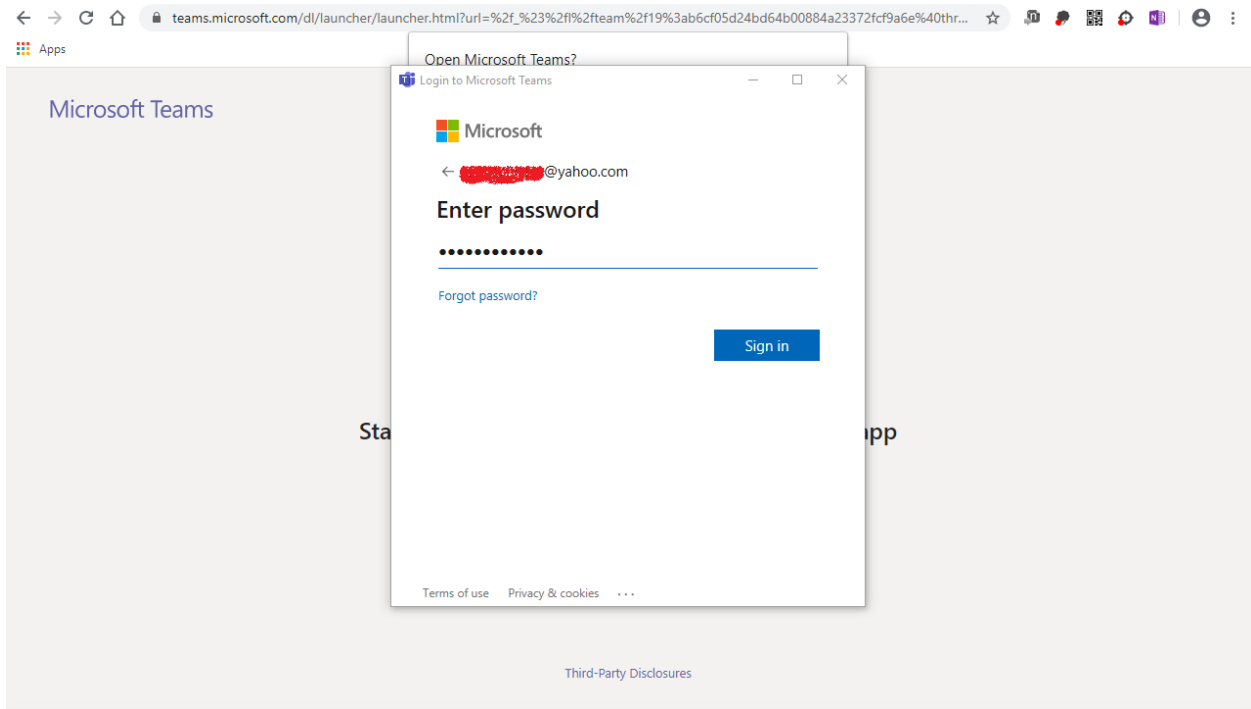 teams.microsoft.com/dl/launcher/launcher.html?url=%2f_%23%2fl%2fteam%2f19%3ab6cf05d24bd64b00884a23372fcf9a6e%40thr...
Apps
Open Microsoft Teams?
Login to Microsoft Teams
Microsoft Teams
Microsoft
@yahoo.com
Enter password
••••••••••••
Forgot password?
Sign in
Sta
app
Terms of use Privacy & cookies ...
Third-Party Disclosures